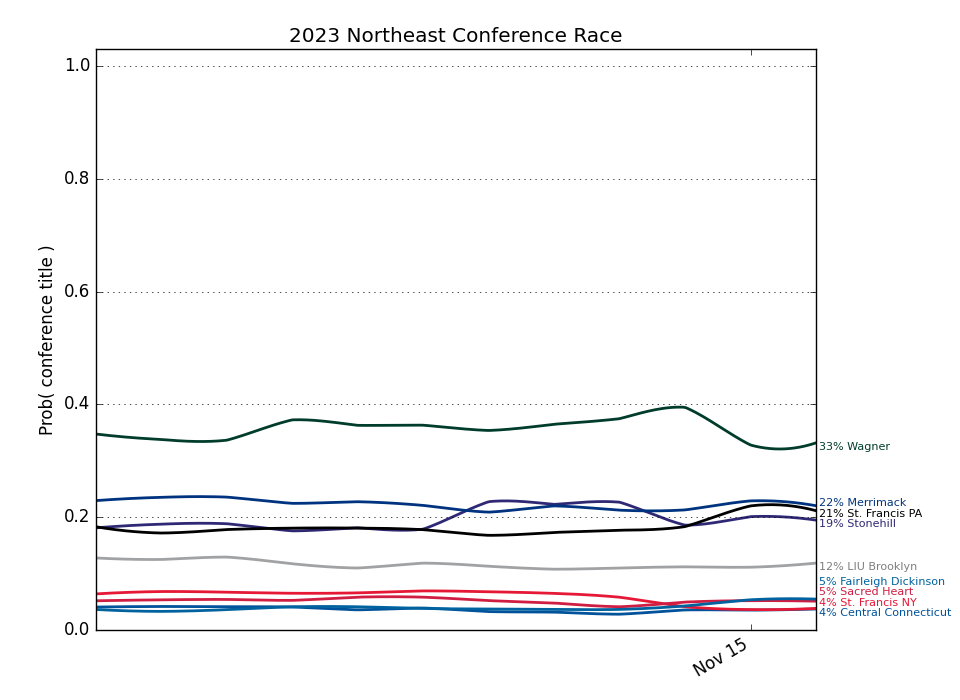 2023 Northeast Conference Race
1.0
0.8
0.6
0.4
0.2
0.0
Prob( conference title )
33% Wagner
22% Merrimack
21% St. Francis PA
19% Stonehill
12% LIU Brooklyn
5% Fairleigh Dickinson
5% Sacred Heart
4% St. Francis NY
4% Central Connecticut
Nov 15